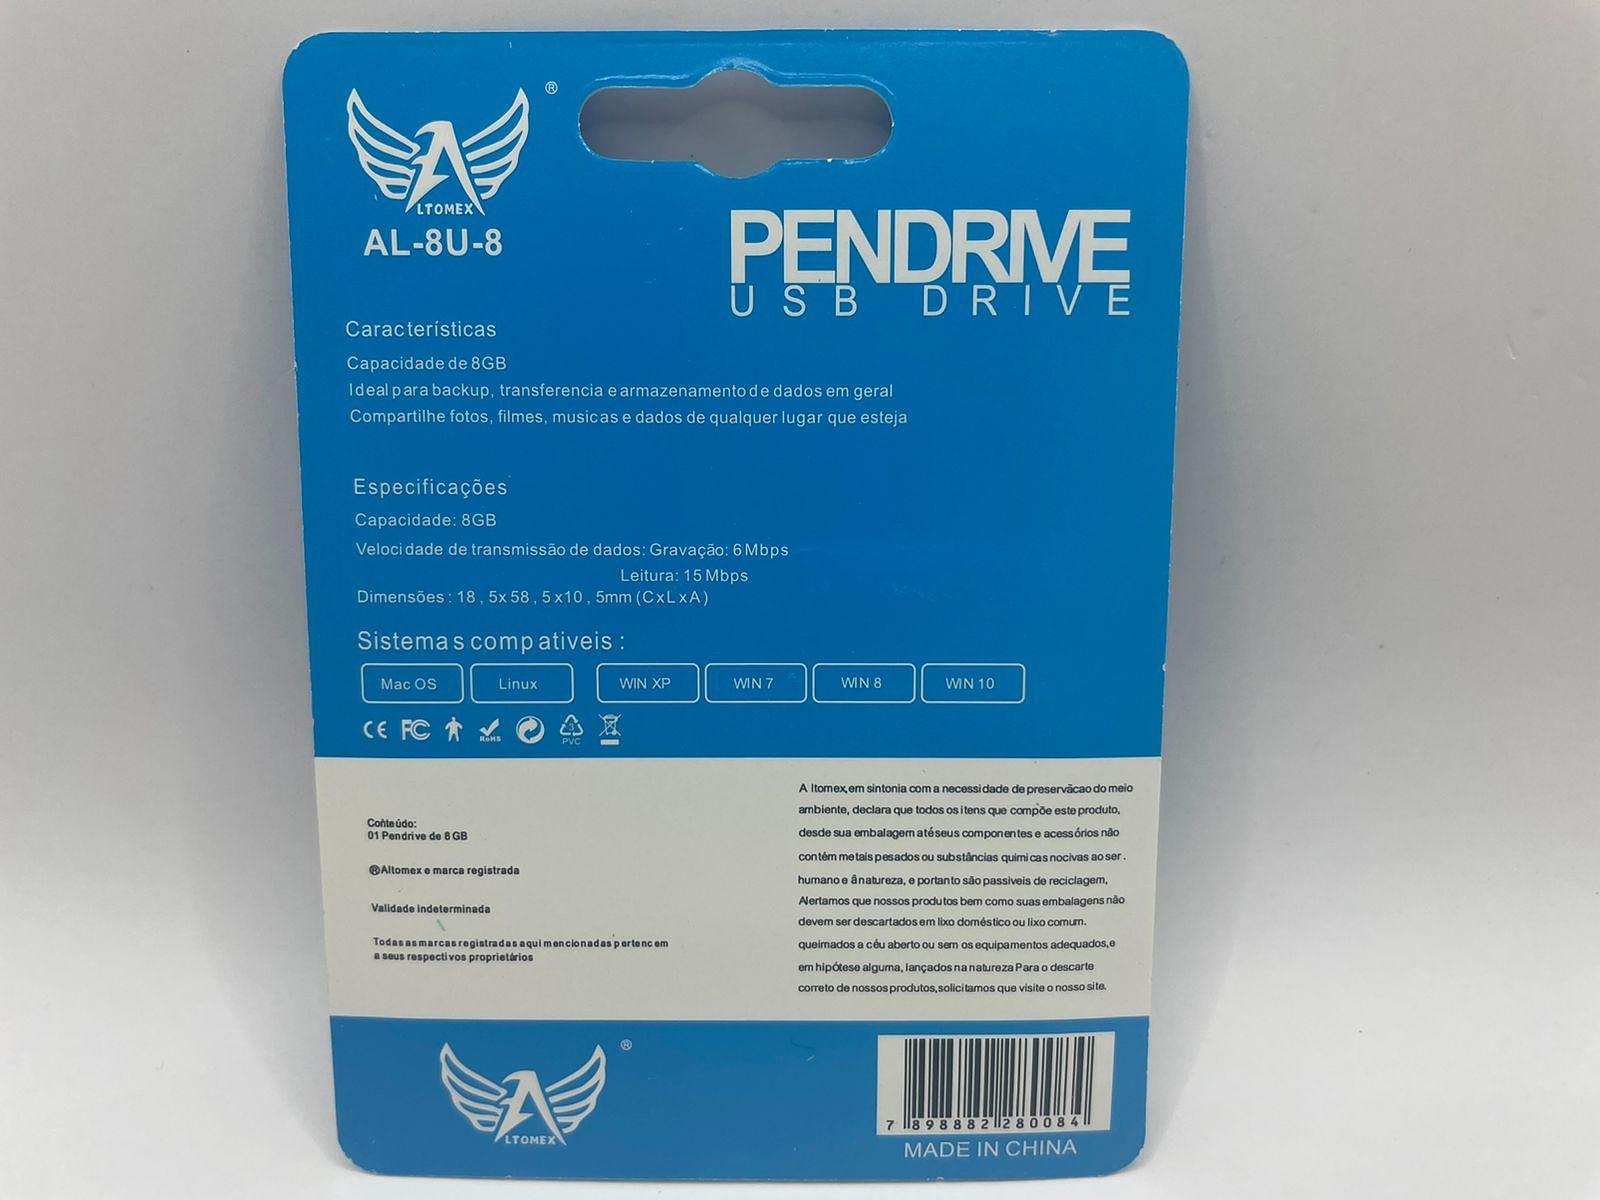 ®
ALTOMEX
AL-8U-8
PENDRIVE
USB DRIVE
Características
Capacidade de 8GB
Ideal para backup, transferencia e armazenamento de dados em geral
Compartilhe fotos, filmes, musicas e dados de qualquer lugar que esteja
Especificações
Capacidade: 8GB
Velocidade de transmissão de dados: Gravação: 6Mbps
Leitura: 15Mbps
Dimensões: 18, 5x 58, 5x10, 5mm (CxLxA)
Sistemas compativeis :
Mac OS Linux WIN XP WIN 7 WIN 8 WIN 10
CE FC RoHS 3 PVC
Conteúdo:
01 Pendrive de 8 GB
®Altomex e marca registrada
Validade indeterminada
Todas as marcas registradas aqui mencionadas pertencem
a seus respectivos proprietários
A ltomex,em sintonia com a necessidade de preservãcao do meio
ambiente, declara que todos os itens que compõe este produto,
desde sua embalagem até seus componentes e acessórios não
contém metais pesados ou substâncias quimicas nocivas ao ser.
humano e â natureza, e portanto são passiveis de reciclagem,
Alertamos que nossos produtos bem como suas embalagens não
devem ser descartados em lixo doméstico ou lixo comum.
queimados a céu aberto ou sem os equipamentos adequados,e
em hipótese alguma, lançados na natureza Para o descarte
correto de nossos produtos,solicitamos que visite o nosso site.
®
ALTOMEX
7 898882 280084
MADE IN CHINA